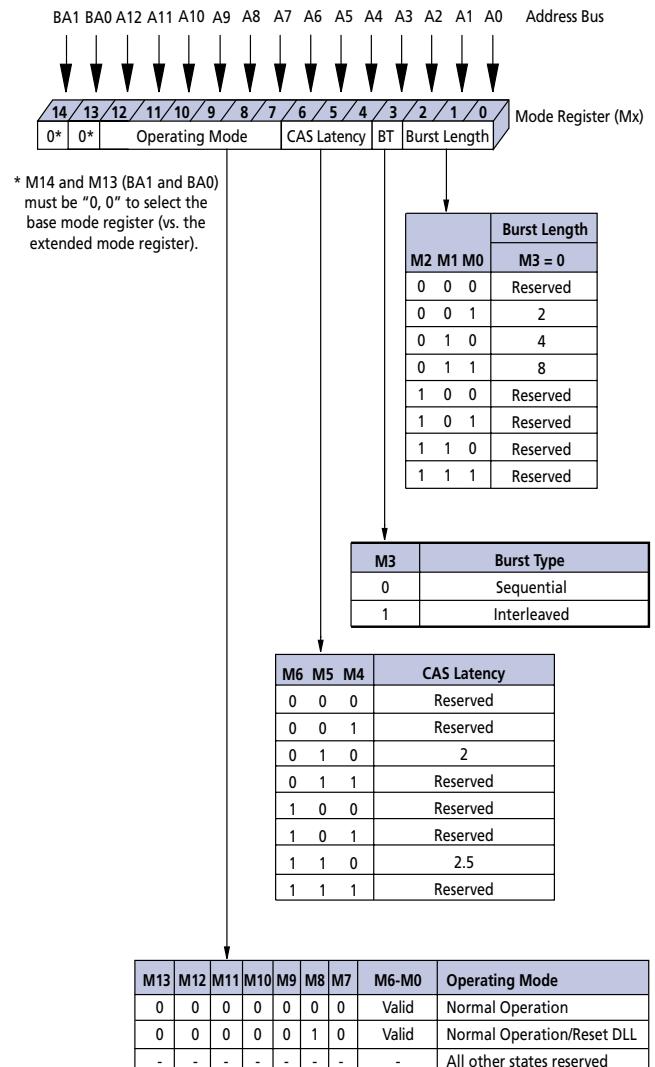 BA1 BA0 A12 A11 A10 A9 A8 A7 A6 A5 A4 A3 A2 A1 A0 Address Bus
14 13 12 11 10 9 8 7 6 5 4 3 2 1 0 Mode Register (Mx)
0* 0* Operating Mode CAS Latency BT Burst Length
* M14 and M13 (BA1 and BA0)
must be “0, 0” to select the
base mode register (vs. the
extended mode register).
Burst Length
M2 M1 M0 M3 = 0
0 0 0 Reserved
0 0 1 2
0 1 0 4
0 1 1 8
1 0 0 Reserved
1 0 1 Reserved
1 1 0 Reserved
1 1 1 Reserved
M3 Burst Type
0 Sequential
1 Interleaved
M6 M5 M4 CAS Latency
0 0 0 Reserved
0 0 1 Reserved
0 1 0 2
0 1 1 Reserved
1 0 0 Reserved
1 0 1 Reserved
1 1 0 2.5
1 1 1 Reserved
M13 M12 M11 M10 M9 M8 M7 M6-M0 Operating Mode
0 0 0 0 0 0 0 Valid Normal Operation
0 0 0 0 0 1 0 Valid Normal Operation/Reset DLL
- - - - - - - - All other states reserved